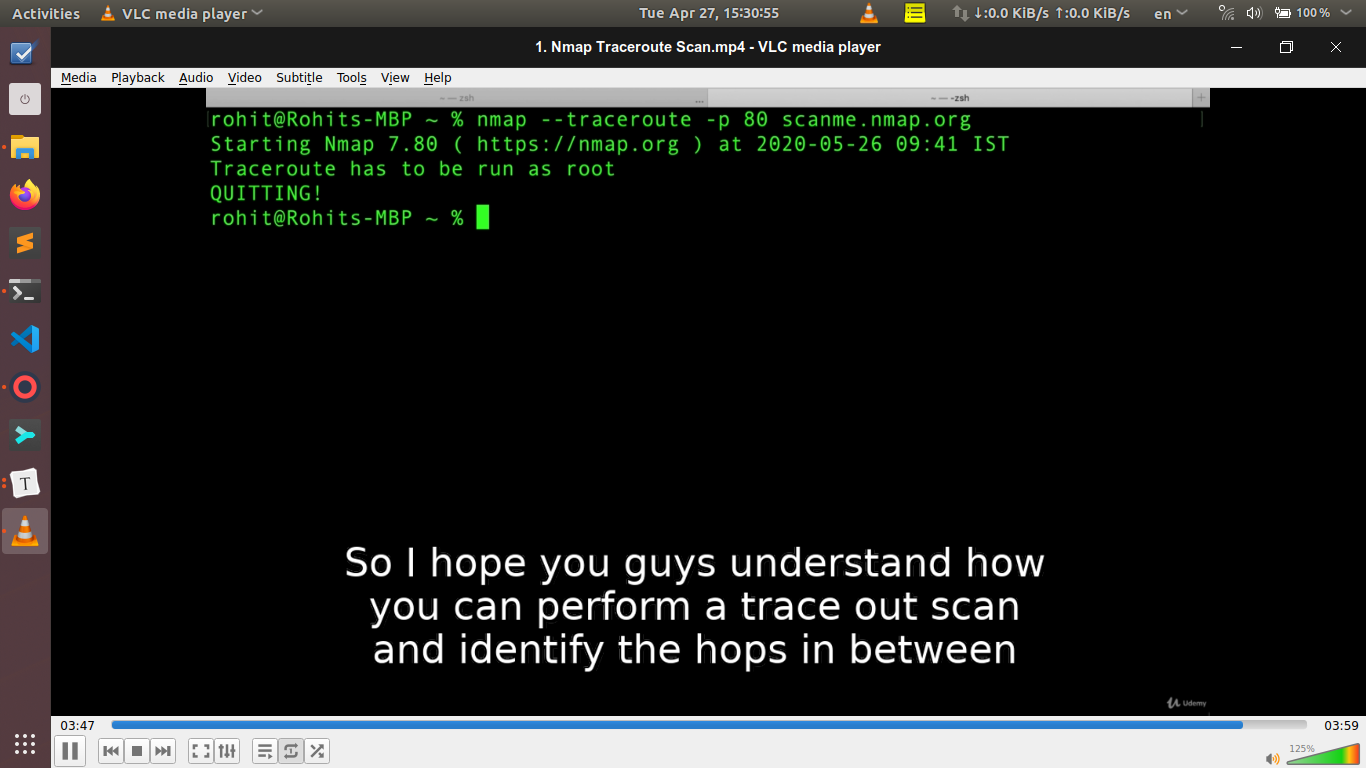 Activities VLC media player Tue Apr 27, 15:30:55 ↓:0.0 KiB/s ↑:0.0 KiB/s en 100 %
1. Nmap Traceroute Scan.mp4 - VLC media player
Media Playback Audio Video Subtitle Tools View Help
~ — zsh ... ~ — -zsh +
rohit@Rohits-MBP ~ % nmap --traceroute -p 80 scanme.nmap.org
Starting Nmap 7.80 ( https://nmap.org ) at 2020-05-26 09:41 IST
Traceroute has to be run as root
QUITTING!
rohit@Rohits-MBP ~ %
So I hope you guys understand how
you can perform a trace out scan
and identify the hops in between
Udemy
03:47 03:59
125%